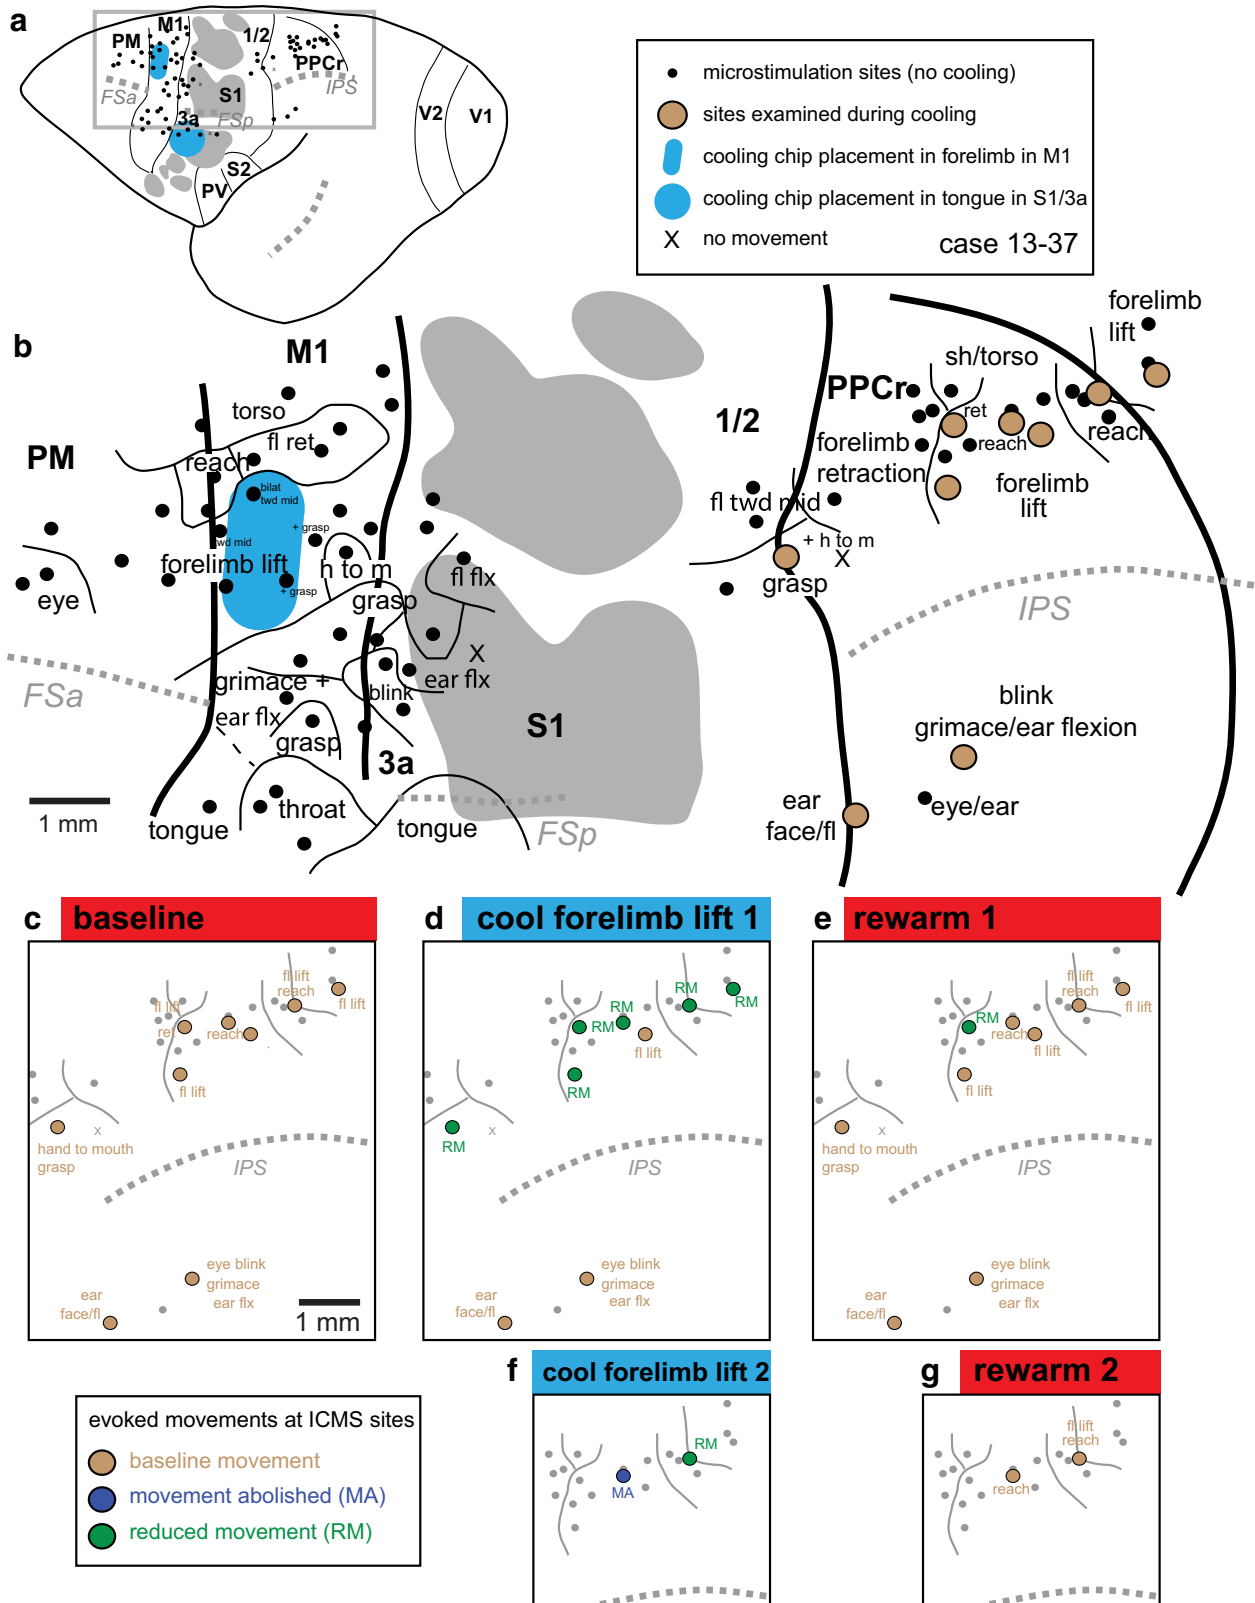 a
M1
PM
1/2
PPCr
FSa
IPS
S1
3a
FSp
V2
V1
S2
PV
microstimulation sites (no cooling)
sites examined during cooling
cooling chip placement in forelimb in M1
cooling chip placement in tongue in S1/3a
X no movement
case 13-37
b
M1
PM
torso
fl ret
reach
bilat
twd mid
twd mid
+ grasp
forelimb lift
+ grasp
h to m
grasp
fl flx
eye
X
ear flx
blink
grimace +
ear flx
grasp
FSa
S1
3a
1 mm
tongue
throat
tongue
FSp
forelimb
lift
sh/torso
PPCr
ret
1/2
forelimb
retraction
reach
reach
forelimb
lift
fl twd mid
+ h to m
X
grasp
IPS
blink
grimace/ear flexion
ear
face/fl
eye/ear
c baseline
fl lift
reach
fl lift
fl lift
ret
reach
fl lift
x
hand to mouth
grasp
IPS
eye blink
grimace
ear flx
ear
face/fl
1 mm
d cool forelimb lift 1
RM
RM
RM
RM
fl lift
RM
x
RM
IPS
eye blink
grimace
ear flx
ear
face/fl
e rewarm 1
fl lift
reach
fl lift
RM
reach
fl lift
fl lift
x
hand to mouth
grasp
IPS
eye blink
grimace
ear flx
ear
face/fl
evoked movements at ICMS sites
baseline movement
movement abolished (MA)
reduced movement (RM)
f cool forelimb lift 2
RM
MA
g rewarm 2
fl lift
reach
reach